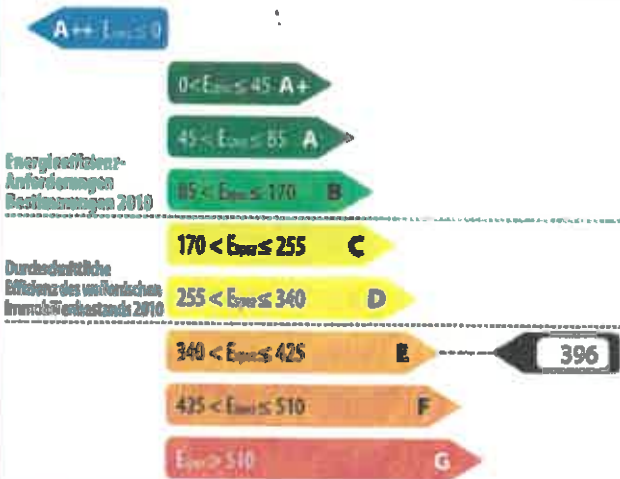 A++ Espec ≤ 0
0 < Espec ≤ 45 A+
45 < Espec ≤ 85 A
Energieeffizienz-
Anforderungen
Bestimmungen 2010
85 < Espec ≤ 170 B
170 < Espec ≤ 255 C
Durchschnittliche
Effizienz des wallonischen
Immobilienbestands 2010
255 < Espec ≤ 340 D
340 < Espec ≤ 425 E
396
425 < Espec ≤ 510 F
Espec > 510 G